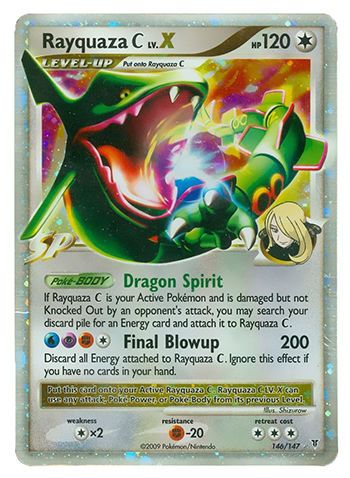 Rayquaza C LV.X HP 120
LEVEL-UP Put onto Rayquaza C
SP
Poké-BODY Dragon Spirit
If Rayquaza C is your Active Pokémon and is damaged but not
Knocked Out by an opponent's attack, you may search your
discard pile for an Energy card and attach it to Rayquaza C.
Final Blowup 200
Discard all Energy attached to Rayquaza C. Ignore this effect if
you have no cards in your hand.
Put this card onto your Active Rayquaza C. Rayquaza C LV.X can
use any attack, Poké-Power, or Poké-Body from its previous Level.
Illus. Shizurow
weakness resistance retreat cost
×2 -20
©2009 Pokémon/Nintendo 146/147